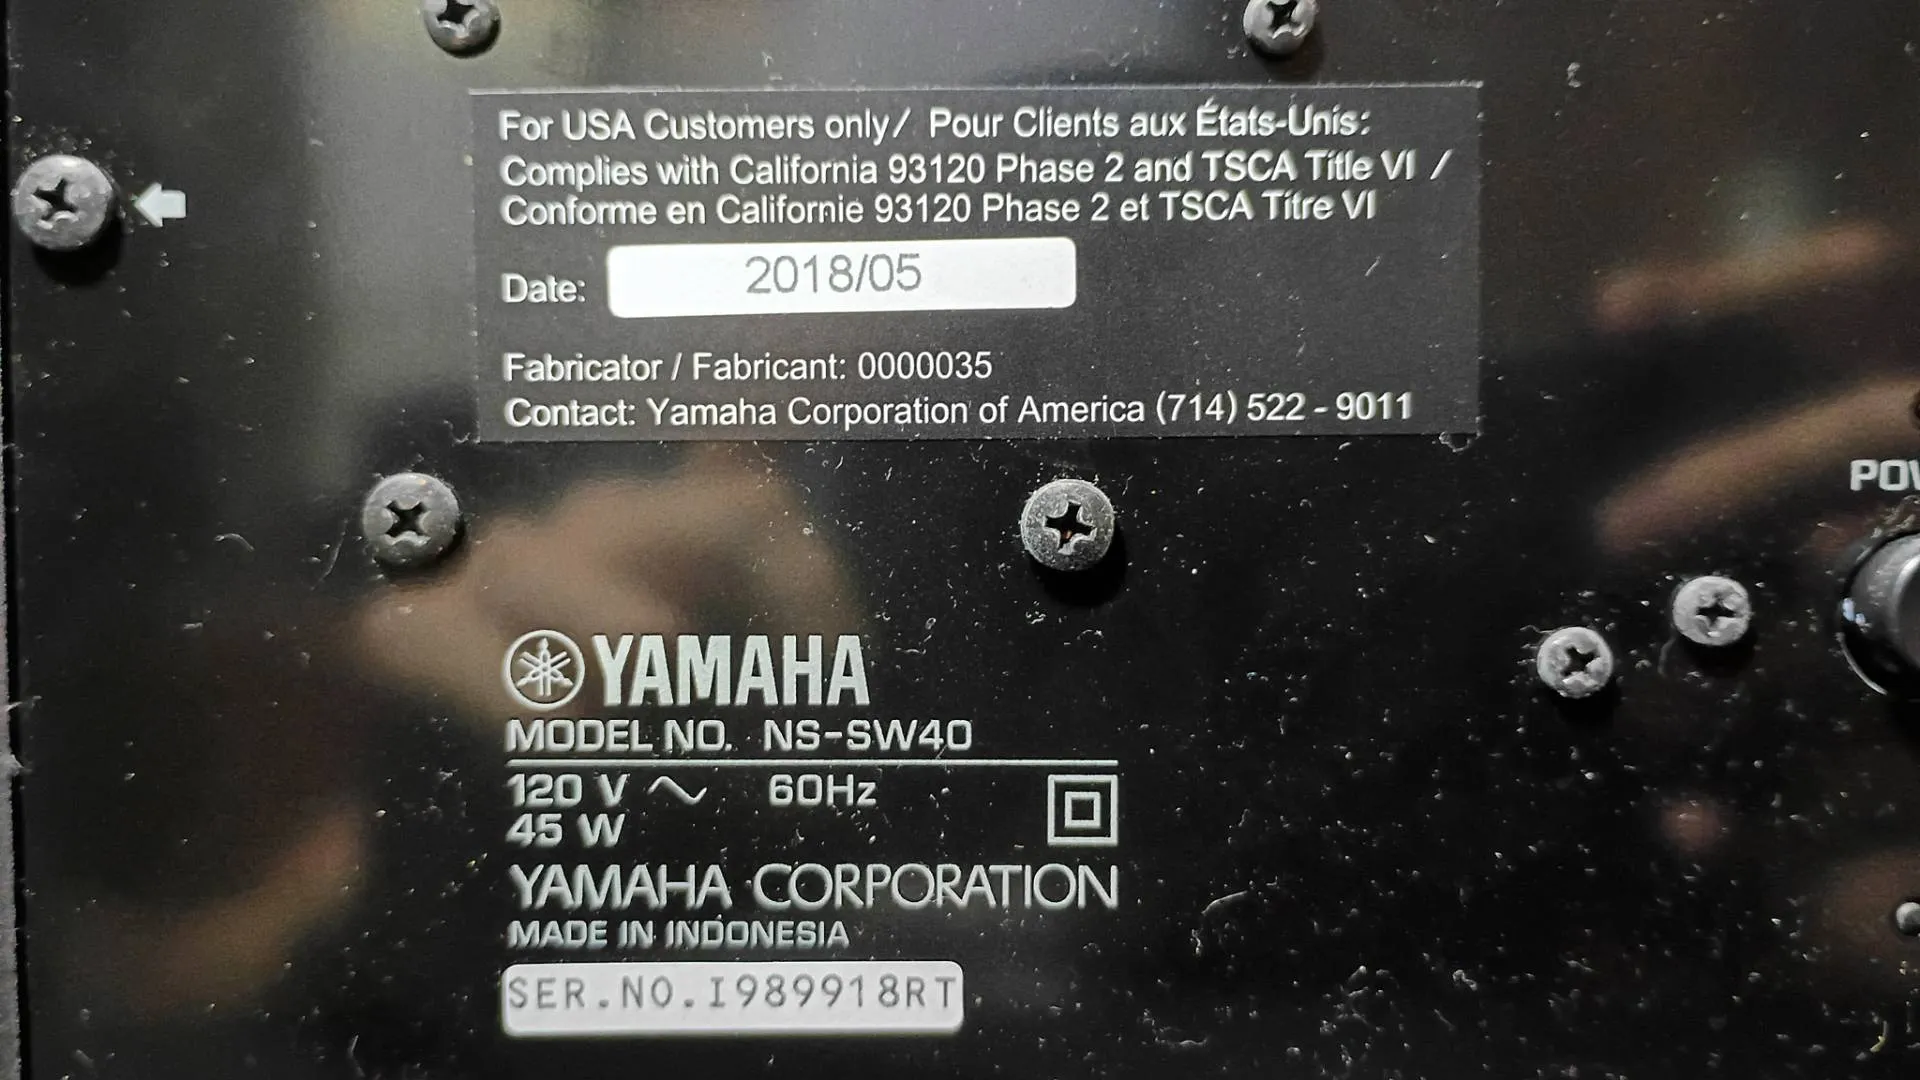 For USA Customers only/ Pour Clients aux États-Unis:
Complies with California 93120 Phase 2 and TSCA Title VI /
Conforme en Californie 93120 Phase 2 et TSCA Titre VI
Date: 2018/05
Fabricator / Fabricant: 0000035
Contact: Yamaha Corporation of America (714) 522 - 9011
YAMAHA
MODEL NO. NS-SW40
120 V ~ 60Hz
45 W
YAMAHA CORPORATION
MADE IN INDONESIA
SER.NO.I989918RT